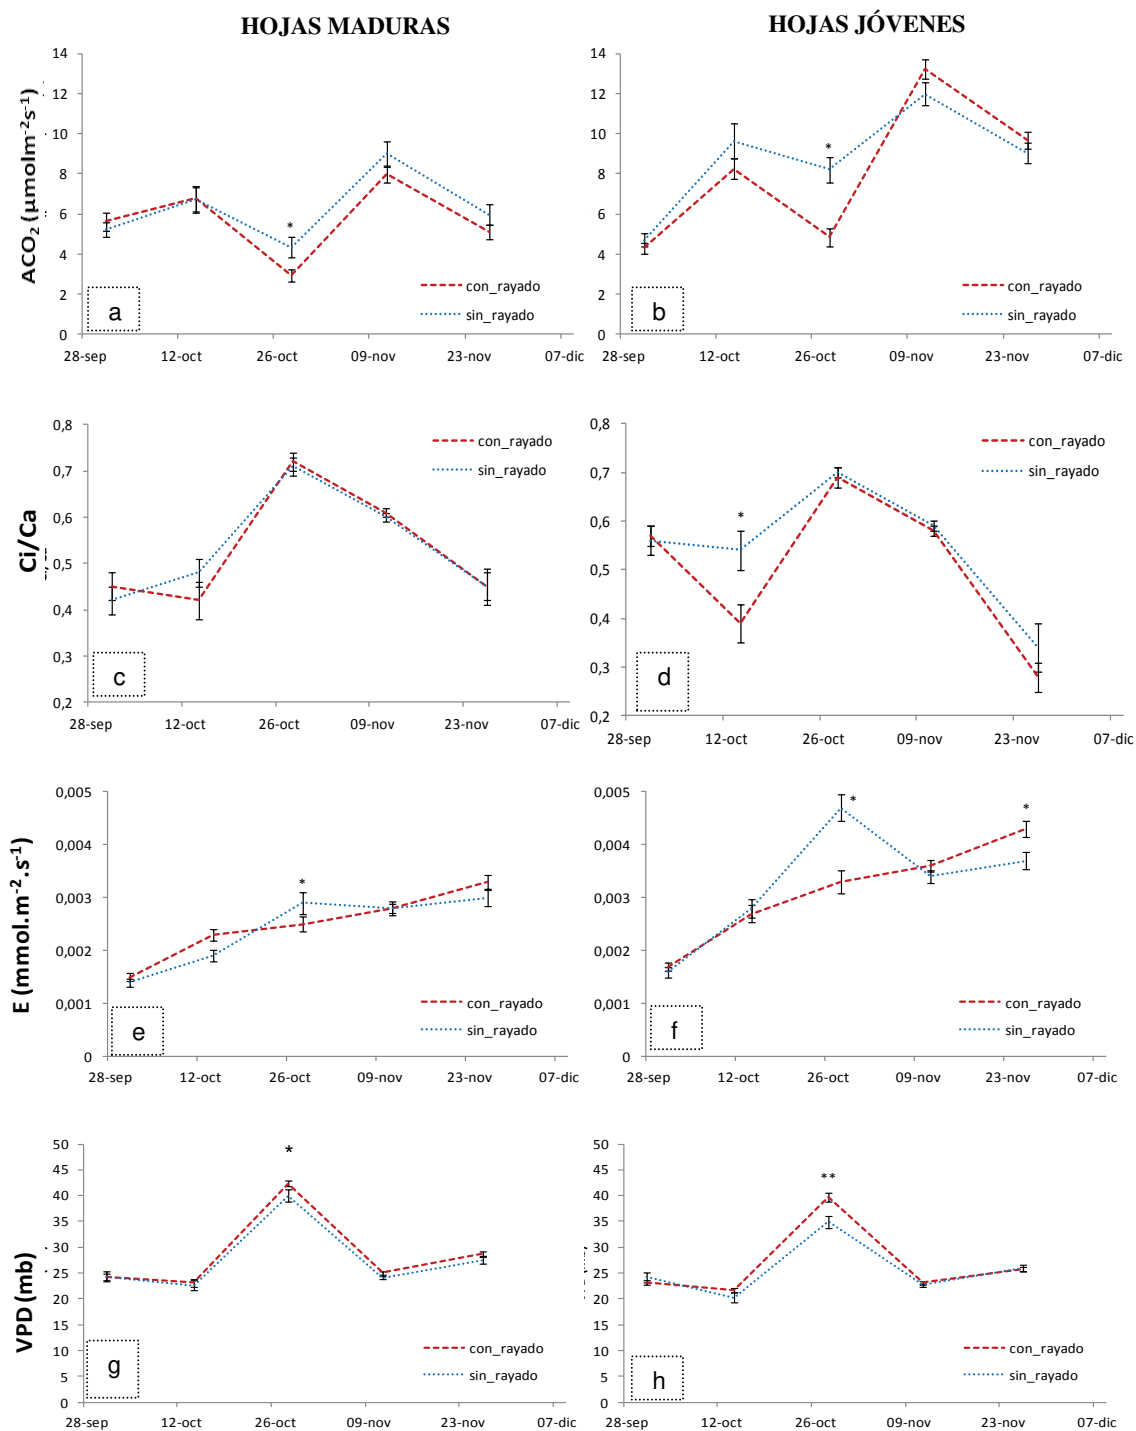 HOJAS MADURAS
HOJAS JÓVENES
ACO₂ (µmolm⁻²s⁻¹)
14
12
10
8
6
4
2
0
*
con_rayado
sin_rayado
a
28-sep 12-oct 26-oct 09-nov 23-nov 07-dic
14
12
10
8
6
4
2
0
*
con_rayado
sin_rayado
b
28-sep 12-oct 26-oct 09-nov 23-nov 07-dic
Ci/Ca
0,8
0,7
0,6
0,5
0,4
0,3
0,2
con_rayado
sin_rayado
c
28-sep 12-oct 26-oct 09-nov 23-nov 07-dic
0,8
0,7
0,6
0,5
0,4
0,3
0,2
*
con_rayado
sin_rayado
d
28-sep 12-oct 26-oct 09-nov 23-nov 07-dic
E (mmol.m⁻².s⁻¹)
0,005
0,004
0,003
0,002
0,001
0
*
con_rayado
sin_rayado
e
28-sep 12-oct 26-oct 09-nov 23-nov 07-dic
0,005
0,004
0,003
0,002
0,001
0
*
*
con_rayado
sin_rayado
f
28-sep 12-oct 26-oct 09-nov 23-nov 07-dic
VPD (mb)
50
45
40
35
30
25
20
15
10
5
0
*
con_rayado
sin_rayado
g
28-sep 12-oct 26-oct 09-nov 23-nov 07-dic
50
45
40
35
30
25
20
15
10
5
0
**
con_rayado
sin_rayado
h
28-sep 12-oct 26-oct 09-nov 23-nov 07-dic